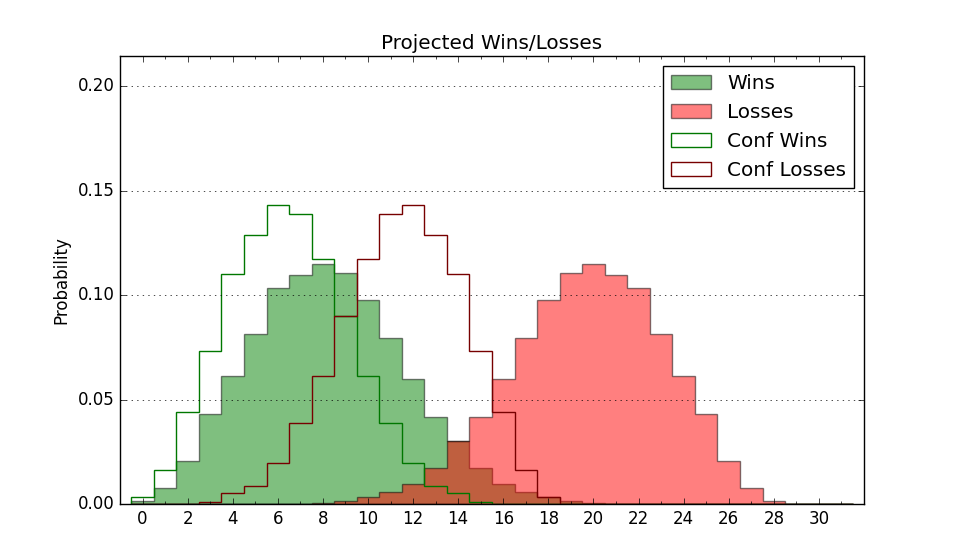 Projected Wins/Losses
Wins
Losses
Conf Wins
Conf Losses
Probability
0.20
0.15
0.10
0.05
0.00
0 2 4 6 8 10 12 14 16 18 20 22 24 26 28 30